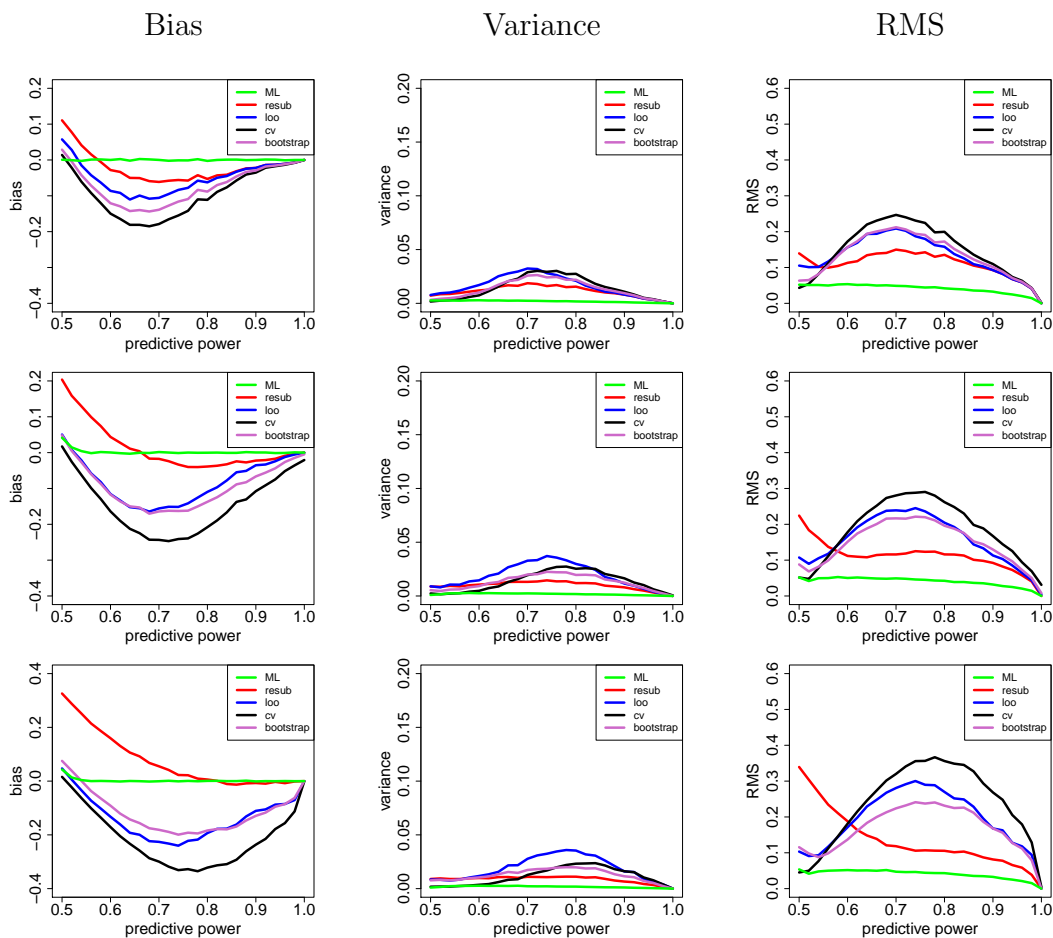 Bias Variance RMS
bias
0.2
0.1
0.0
−0.2
−0.4
ML
resub
loo
cv
bootstrap
0.5 0.6 0.7 0.8 0.9 1.0
predictive power
variance
0.20
0.15
0.10
0.05
0.00
ML
resub
loo
cv
bootstrap
0.5 0.6 0.7 0.8 0.9 1.0
predictive power
RMS
0.6
0.5
0.4
0.3
0.2
0.1
0.0
ML
resub
loo
cv
bootstrap
0.5 0.6 0.7 0.8 0.9 1.0
predictive power
bias
0.2
0.1
0.0
−0.2
−0.4
ML
resub
loo
cv
bootstrap
0.5 0.6 0.7 0.8 0.9 1.0
predictive power
variance
0.20
0.15
0.10
0.05
0.00
ML
resub
loo
cv
bootstrap
0.5 0.6 0.7 0.8 0.9 1.0
predictive power
RMS
0.6
0.5
0.4
0.3
0.2
0.1
0.0
ML
resub
loo
cv
bootstrap
0.5 0.6 0.7 0.8 0.9 1.0
predictive power
bias
0.4
0.2
0.0
−0.2
−0.4
ML
resub
loo
cv
bootstrap
0.5 0.6 0.7 0.8 0.9 1.0
predictive power
variance
0.20
0.15
0.10
0.05
0.00
ML
resub
loo
cv
bootstrap
0.5 0.6 0.7 0.8 0.9 1.0
predictive power
RMS
0.6
0.5
0.4
0.3
0.2
0.1
0.0
ML
resub
loo
cv
bootstrap
0.5 0.6 0.7 0.8 0.9 1.0
predictive power